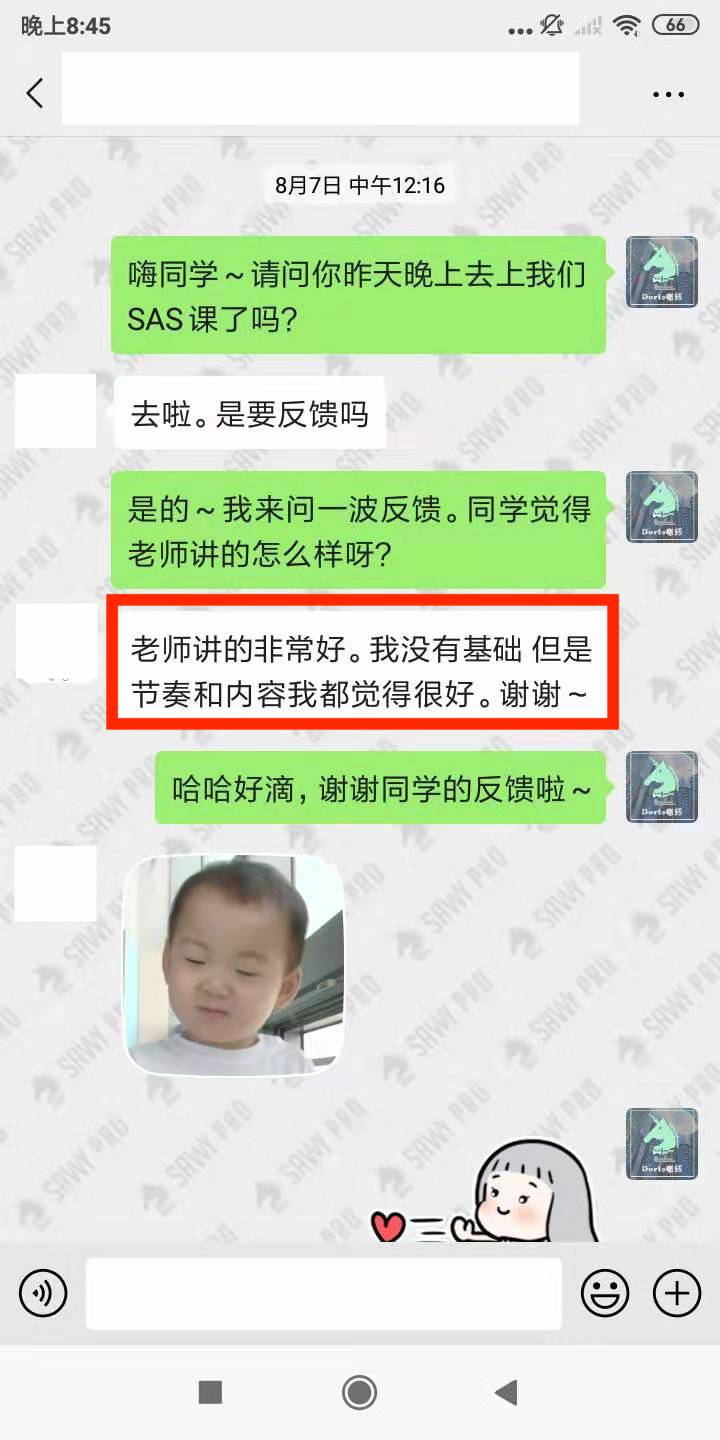 晚上8:45
66
8月7日 中午12:16
嗨同学～请问你昨天晚上去上我们
SAS课了吗？
去啦。是要反馈吗
是的～我来问一波反馈。同学觉得
老师讲的怎么样呀？
老师讲的非常好。我没有基础 但是
节奏和内容我都觉得很好。谢谢～
哈哈好滴，谢谢同学的反馈啦～